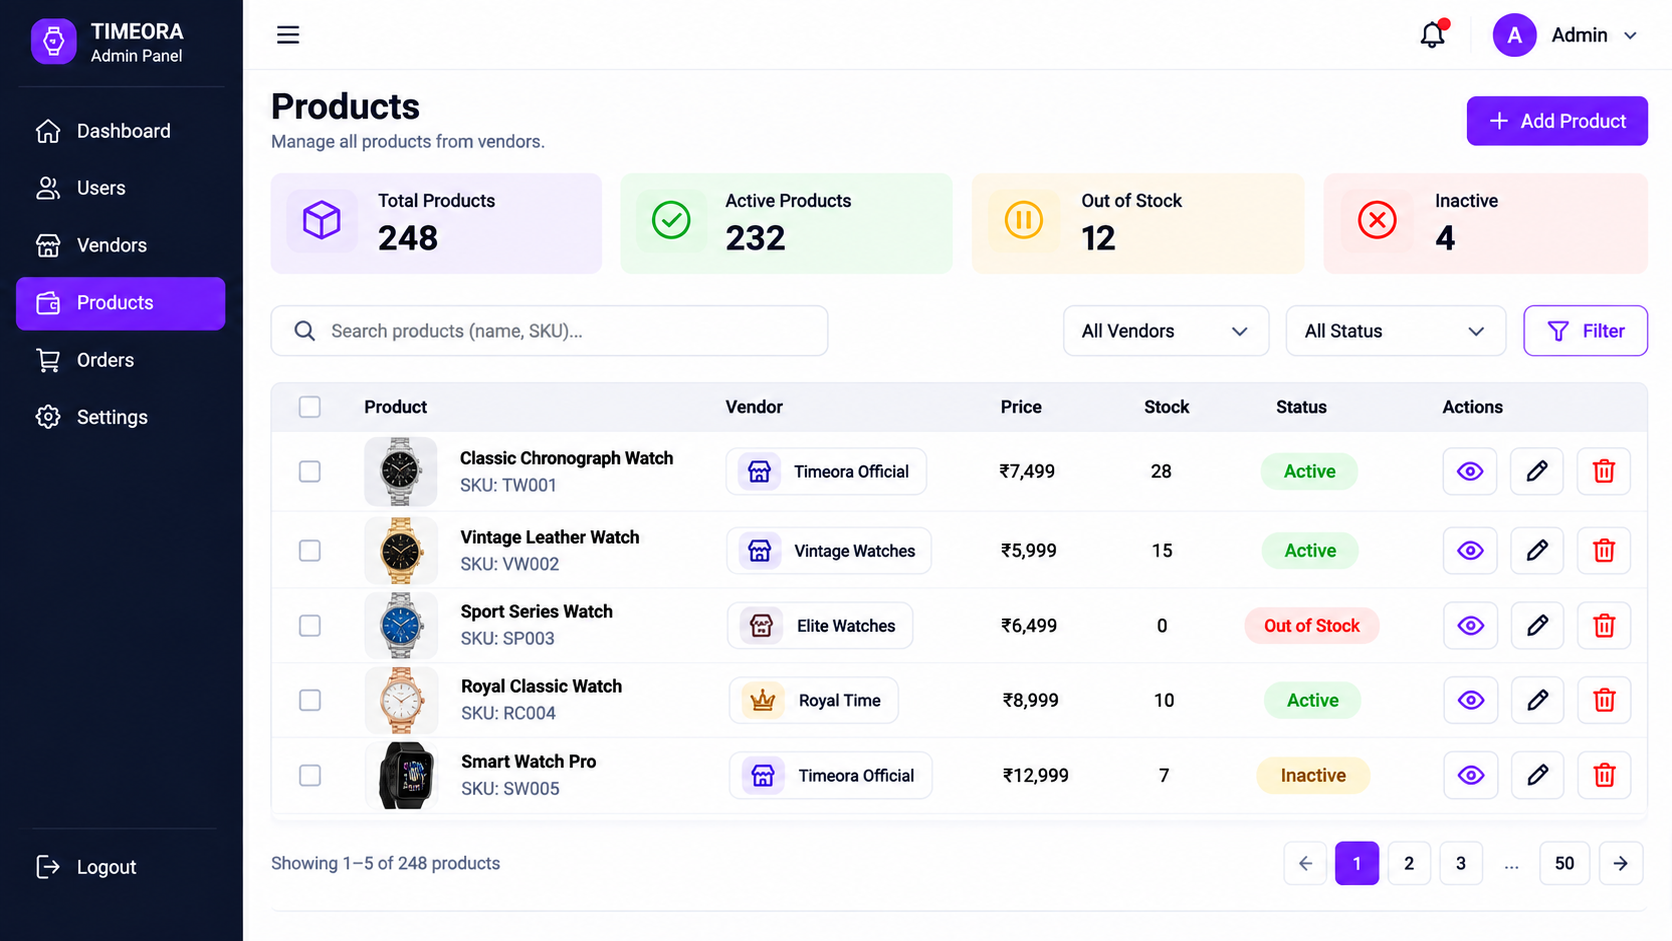 TIMEORA
Admin Panel
Dashboard
Users
Vendors
Products
Orders
Settings
Logout
A Admin
Products
Manage all products from vendors.
+ Add Product
Total Products
248
Active Products
232
Out of Stock
12
Inactive
4
Search products (name, SKU)...
All Vendors
All Status
Filter
Product Vendor Price Stock Status Actions
Classic Chronograph Watch
SKU: TW001
Timeora Official ₹7,499 28 Active
Vintage Leather Watch
SKU: VW002
Vintage Watches ₹5,999 15 Active
Sport Series Watch
SKU: SP003
Elite Watches ₹6,499 0 Out of Stock
Royal Classic Watch
SKU: RC004
Royal Time ₹8,999 10 Active
Smart Watch Pro
SKU: SW005
Timeora Official ₹12,999 7 Inactive
Showing 1–5 of 248 products
← 1 2 3 ... 50 →